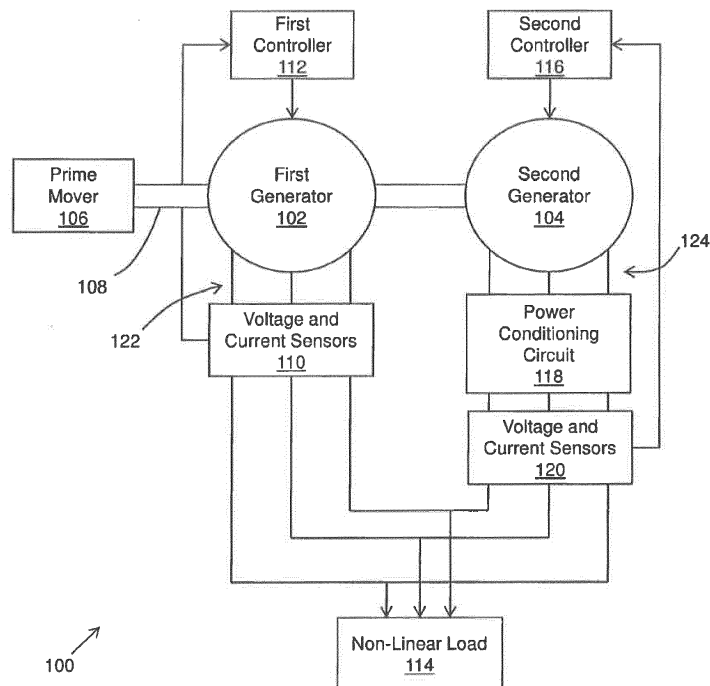 First
Controller
112
Second
Controller
116
Prime
Mover
106
First
Generator
102
Second
Generator
104
108
122
124
Voltage and
Current Sensors
110
Power
Conditioning
Circuit
118
Voltage and
Current Sensors
120
Non-Linear Load
114
100